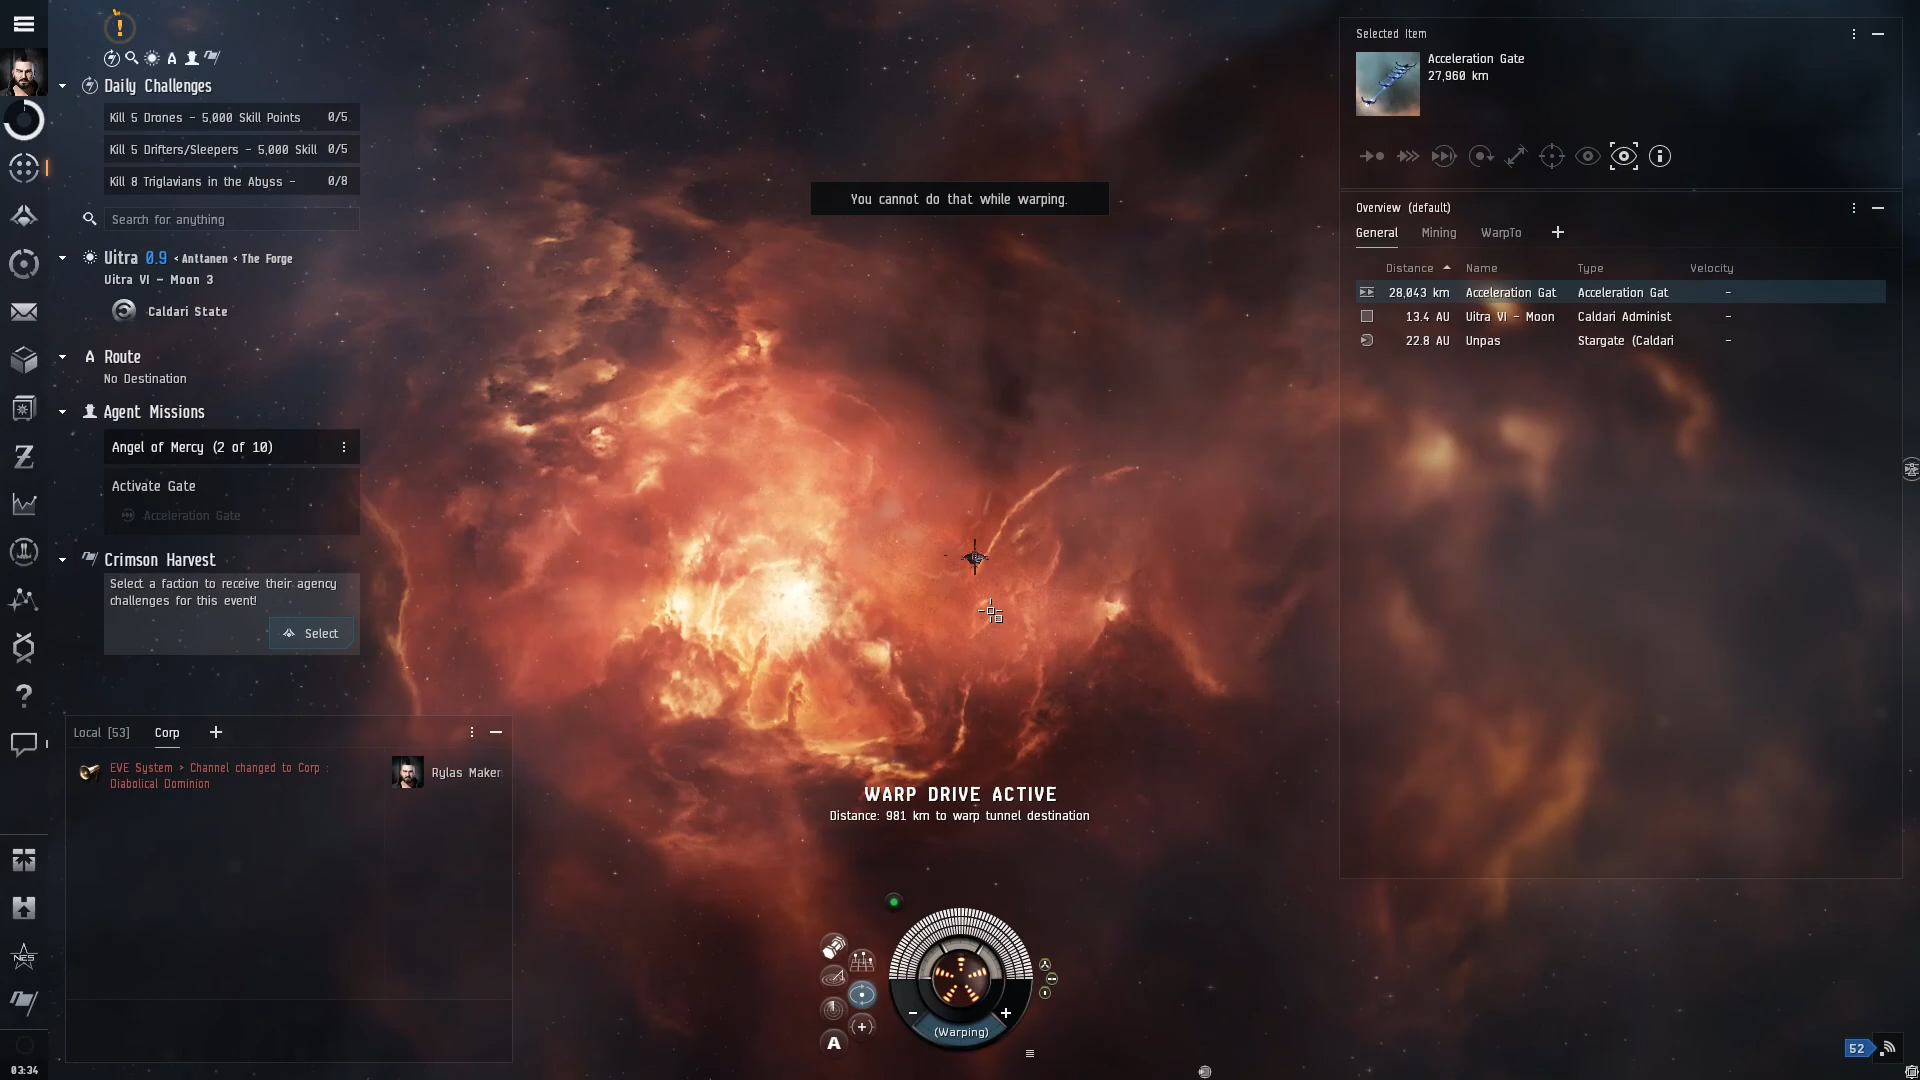 Daily Challenges
Kill 5 Drones - 5,000 Skill Points 0/5
Kill 5 Drifters/Sleepers - 5,000 Skill 0/5
Kill 8 Triglavians in the Abyss - 0/8
Search for anything
Uitra 0.9 < Anttanen < The Forge
Uitra VI - Moon 3
Caldari State
A Route
No Destination
Agent Missions
Angel of Mercy (2 of 10)
Activate Gate
Acceleration Gate
Crimson Harvest
Select a faction to receive their agency
challenges for this event!
Select
Local [53] Corp +
EVE System > Channel changed to Corp :
Diabolical Dominion
Rylas Maker
NES
03:34
You cannot do that while warping.
WARP DRIVE ACTIVE
Distance: 981 km to warp tunnel destination
A
(Warping)
Selected Item
Acceleration Gate
27,960 km
Overview (default)
General Mining WarpTo +
Distance Name Type Velocity
28,043 km Acceleration Gat Acceleration Gat -
13.4 AU Uitra VI - Moon Caldari Administ -
22.8 AU Unpas Stargate (Caldari -
52